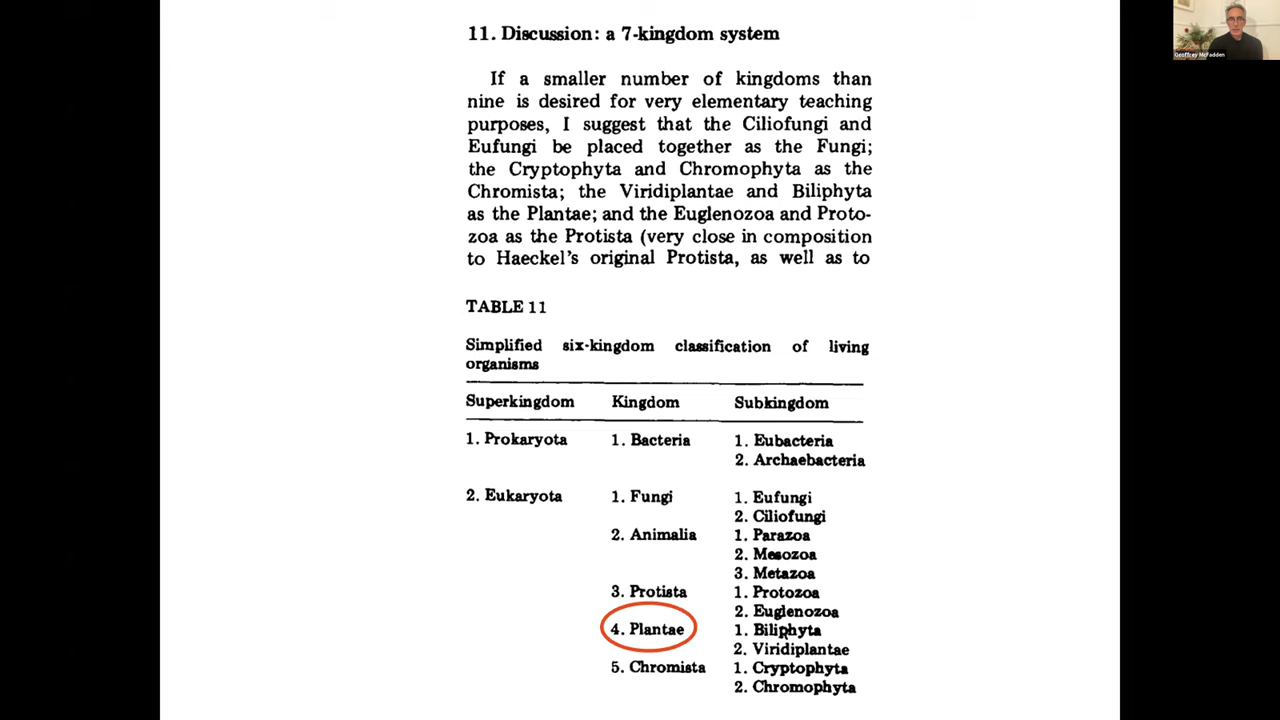 11. Discussion: a 7-kingdom system
If a smaller number of kingdoms than
nine is desired for very elementary teaching
purposes, I suggest that the Ciliofungi and
Eufungi be placed together as the Fungi;
the Cryptophyta and Chromophyta as the
Chromista; the Viridiplantae and Biliphyta
as the Plantae; and the Euglenozoa and Proto-
zoa as the Protista (very close in composition
to Haeckel's original Protista, as well as to
TABLE 11
Simplified six-kingdom classification of living
organisms
Superkingdom Kingdom Subkingdom
1. Prokaryota 1. Bacteria 1. Eubacteria
2. Archaebacteria
2. Eukaryota 1. Fungi 1. Eufungi
2. Ciliofungi
2. Animalia 1. Parazoa
2. Mesozoa
3. Metazoa
3. Protista 1. Protozoa
2. Euglenozoa
4. Plantae 1. Biliphyta
2. Viridiplantae
5. Chromista 1. Cryptophyta
2. Chromophyta
Geoffrey McFadden